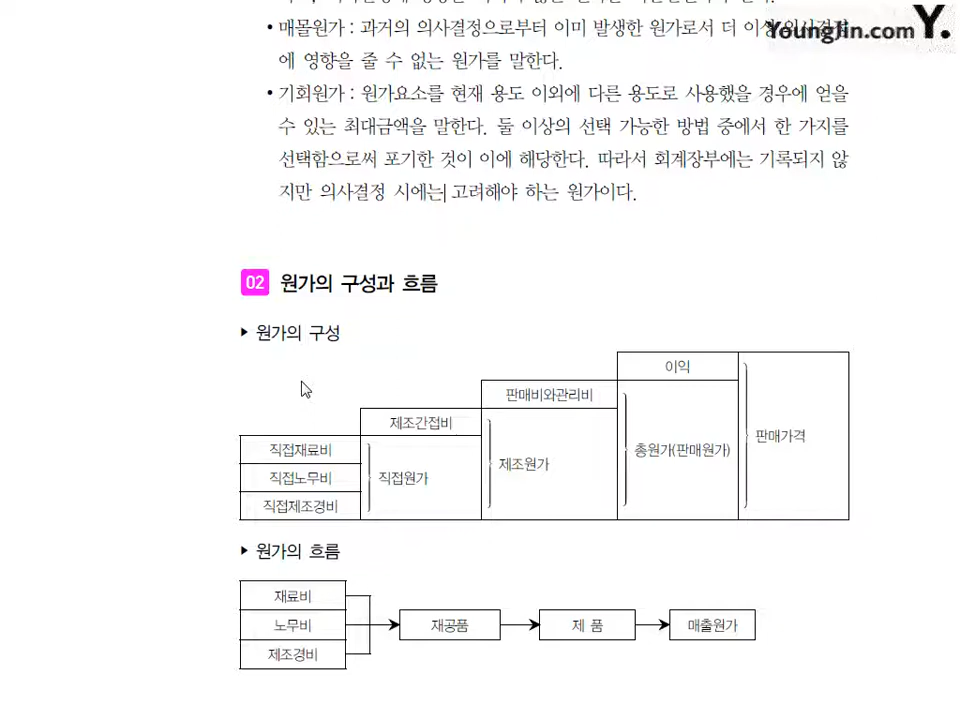 Youngjin.com Y.
• 매몰원가 : 과거의 의사결정으로부터 이미 발생한 원가로서 더 이상
에 영향을 줄 수 없는 원가를 말한다.
• 기회원가 : 원가요소를 현재 용도 이외에 다른 용도로 사용했을 경우에 얻을
수 있는 최대금액을 말한다. 둘 이상의 선택 가능한 방법 중에서 한 가지를
선택함으로써 포기한 것이 이에 해당한다. 따라서 회계장부에는 기록되지 않
지만 의사결정 시에는 고려해야 하는 원가이다.
02 원가의 구성과 흐름
▶ 원가의 구성
이익
판매비와관리비
제조간접비
판매가격
직접재료비
총원가(판매원가)
제조원가
직접노무비
직접원가
직접제조경비
▶ 원가의 흐름
재료비
노무비
재공품
제 품
매출원가
제조경비